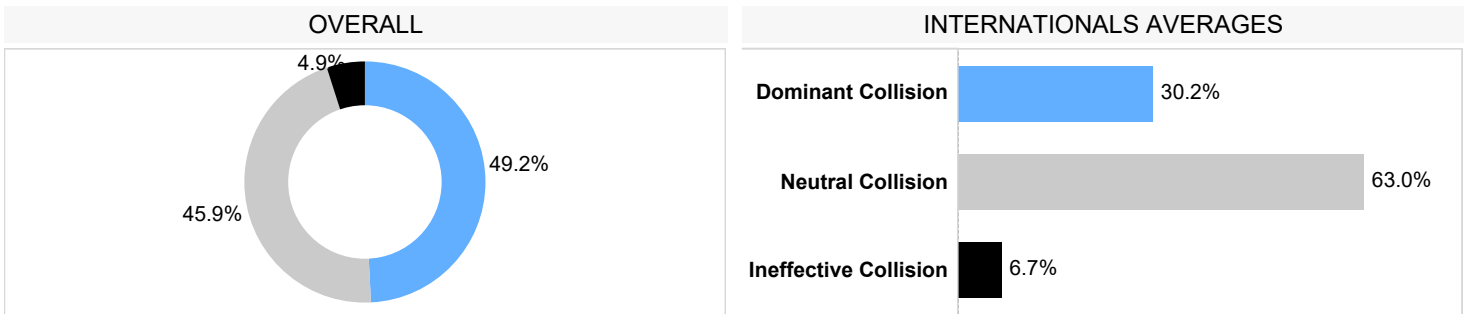 OVERALL
4.9%
49.2%
45.9%
INTERNATIONALS AVERAGES
Dominant Collision 30.2%
Neutral Collision 63.0%
Ineffective Collision 6.7%